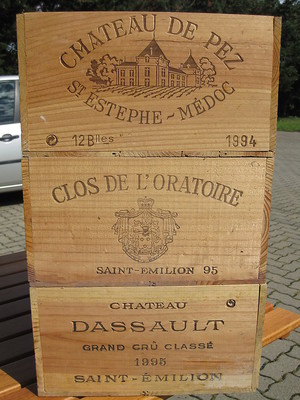 CHATEAU DE PEZ
ST ESTEPHE ~ MÉDOC
12 Blles 1994
CLOS DE L'ORATOIRE
SAINT-EMILION 95
CHATEAU
DASSAULT
GRAND CRÛ CLASSÉ
1995
SAINT-ÉMILION